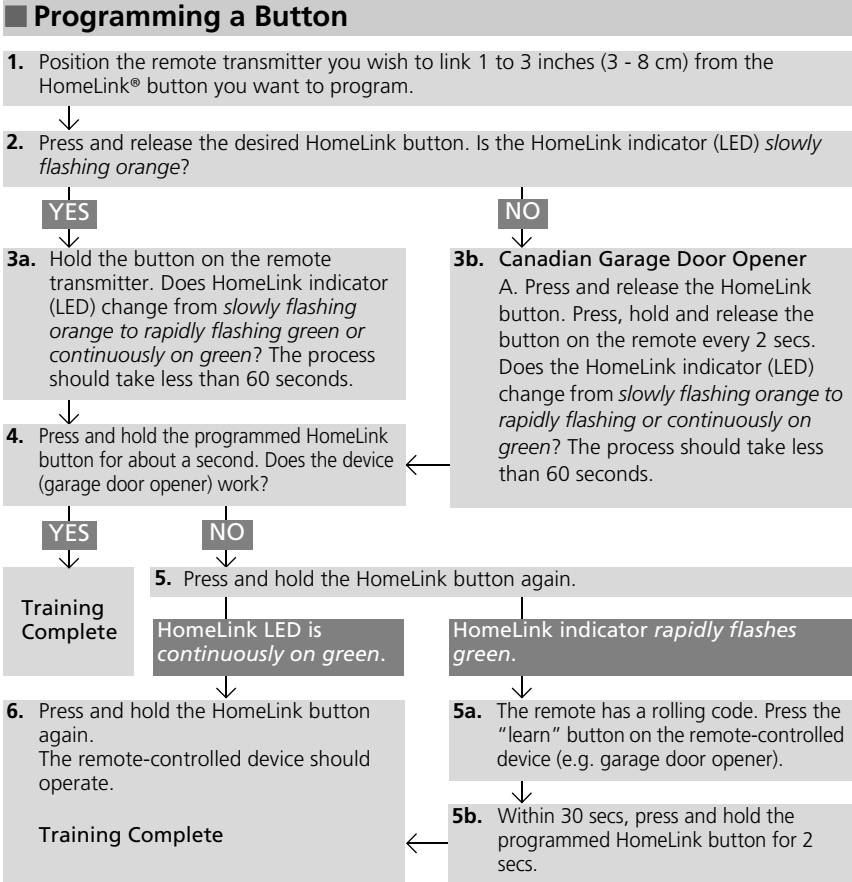 Programming a Button
1. Position the remote transmitter you wish to link 1 to 3 inches (3 - 8 cm) from the
HomeLink® button you want to program.
2. Press and release the desired HomeLink button. Is the HomeLink indicator (LED) slowly
flashing orange?
YES
NO
3a. Hold the button on the remote
transmitter. Does HomeLink indicator
(LED) change from slowly flashing
orange to rapidly flashing green or
continuously on green? The process
should take less than 60 seconds.
3b. Canadian Garage Door Opener
A. Press and release the HomeLink
button. Press, hold and release the
button on the remote every 2 secs.
Does the HomeLink indicator (LED)
change from slowly flashing orange to
rapidly flashing or continuously on
green? The process should take less
than 60 seconds.
4. Press and hold the programmed HomeLink
button for about a second. Does the device
(garage door opener) work?
YES
NO
Training
Complete
5. Press and hold the HomeLink button again.
HomeLink LED is
continuously on green.
HomeLink indicator rapidly flashes
green.
5a. The remote has a rolling code. Press the
“learn” button on the remote-controlled
device (e.g. garage door opener).
5b. Within 30 secs, press and hold the
programmed HomeLink button for 2
secs.
6. Press and hold the HomeLink button
again.
The remote-controlled device should
operate.
Training Complete